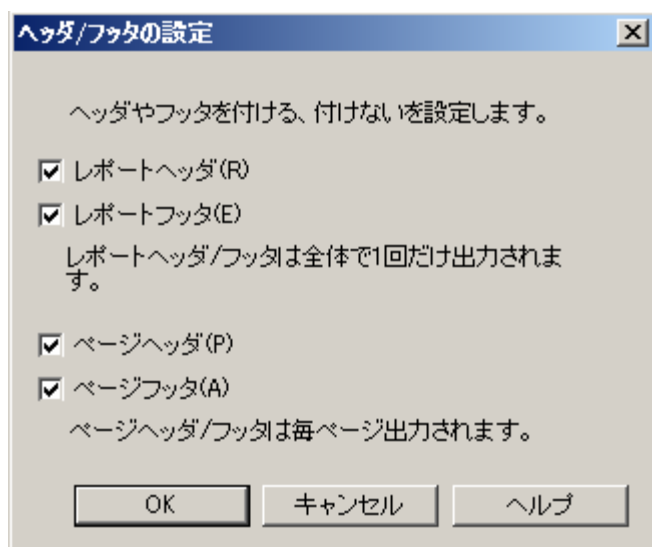 ヘッダ/フッタの設定
ヘッダやフッタを付ける、付けないを設定します。
レポートヘッダ(R)
レポートフッタ(E)
レポートヘッダ/フッタは全体で1回だけ出力されま
す。
ページヘッダ(P)
ページフッタ(A)
ページヘッダ/フッタは毎ページ出力されます。
OK キャンセル ヘルプ